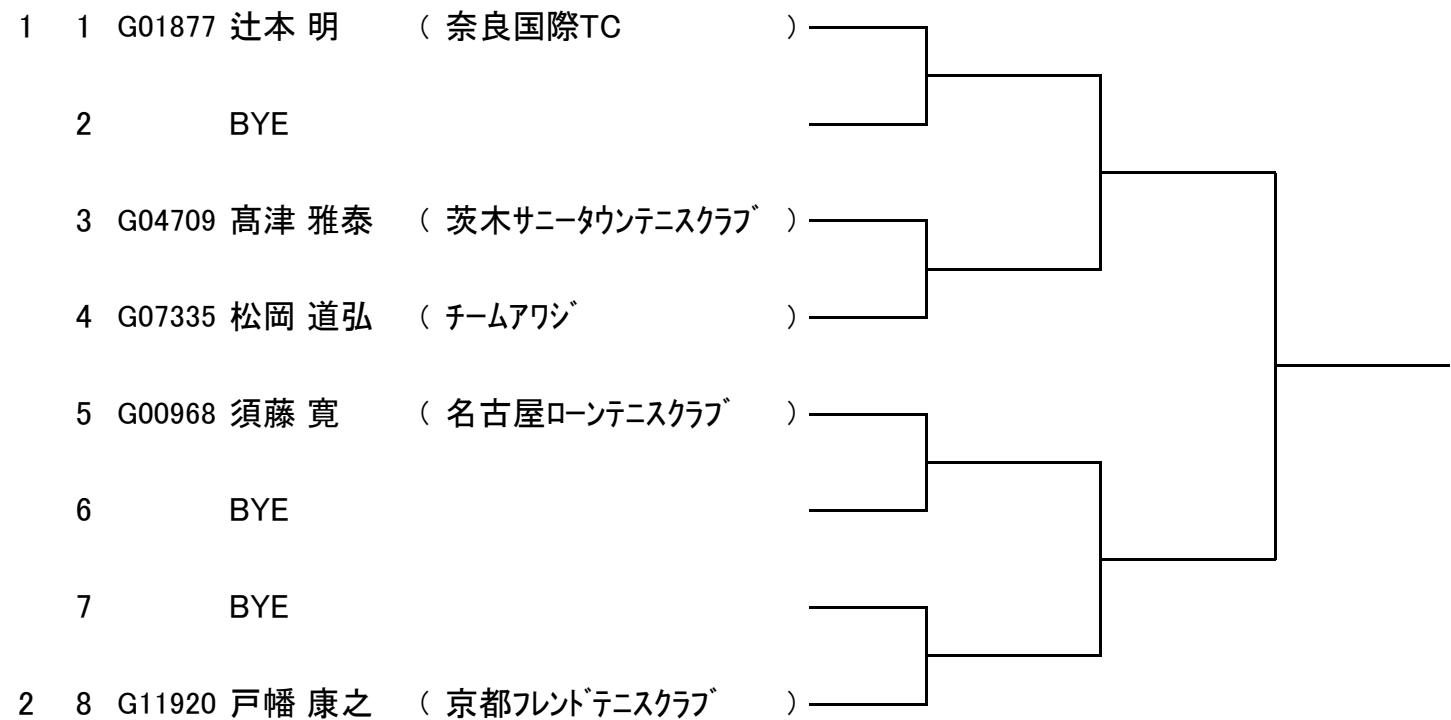 1 1 G01877 辻本 明 ( 奈良国際TC )
2 BYE
3 G04709 髙津 雅泰 ( 茨木サニータウンテニスクラブ )
4 G07335 松岡 道弘 ( チームアワジ )
5 G00968 須藤 寛 ( 名古屋ローンテニスクラブ )
6 BYE
7 BYE
2 8 G11920 戸幡 康之 ( 京都フレンドテニスクラブ )